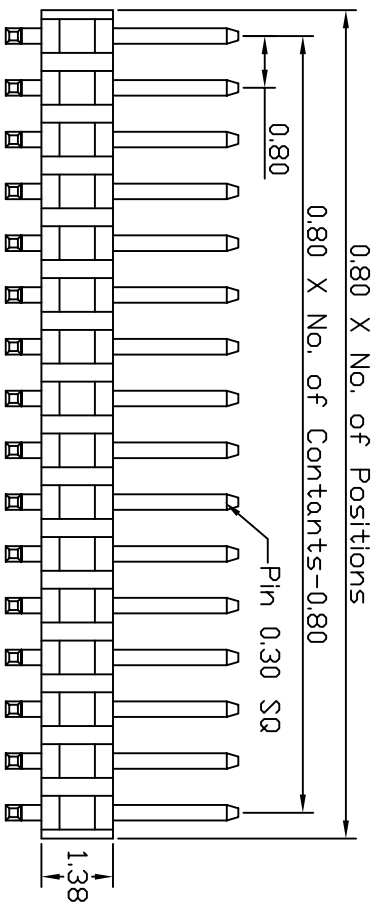 0.80 X No. of Positions
0.80 X No. of Contants-0.80
0.80
Pin 0.30 SQ
1.38